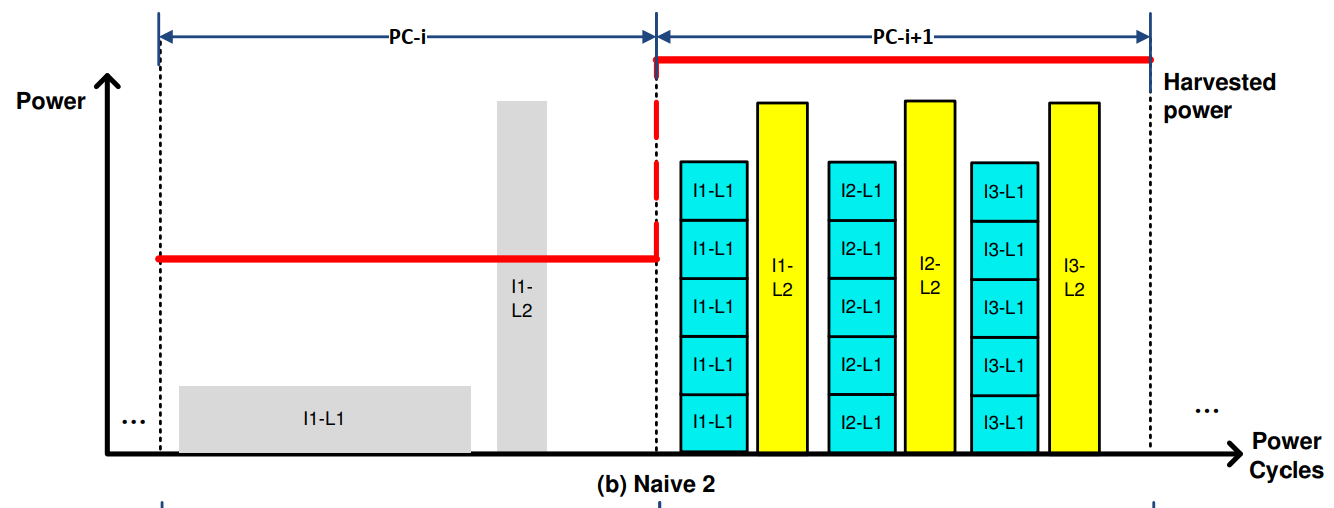 PC-i
PC-i+1
Power
Harvested
power
I1-L1
I2-L1
I3-L1
I1-L1
I2-L1
I3-L1
I1-
L2
I2-
L2
I3-
L2
I1-
L2
I1-L1
I2-L1
I3-L1
I1-L1
I2-L1
I3-L1
...
I1-L1
I1-L1
I2-L1
I3-L1
...
Power
Cycles
(b) Naive 2